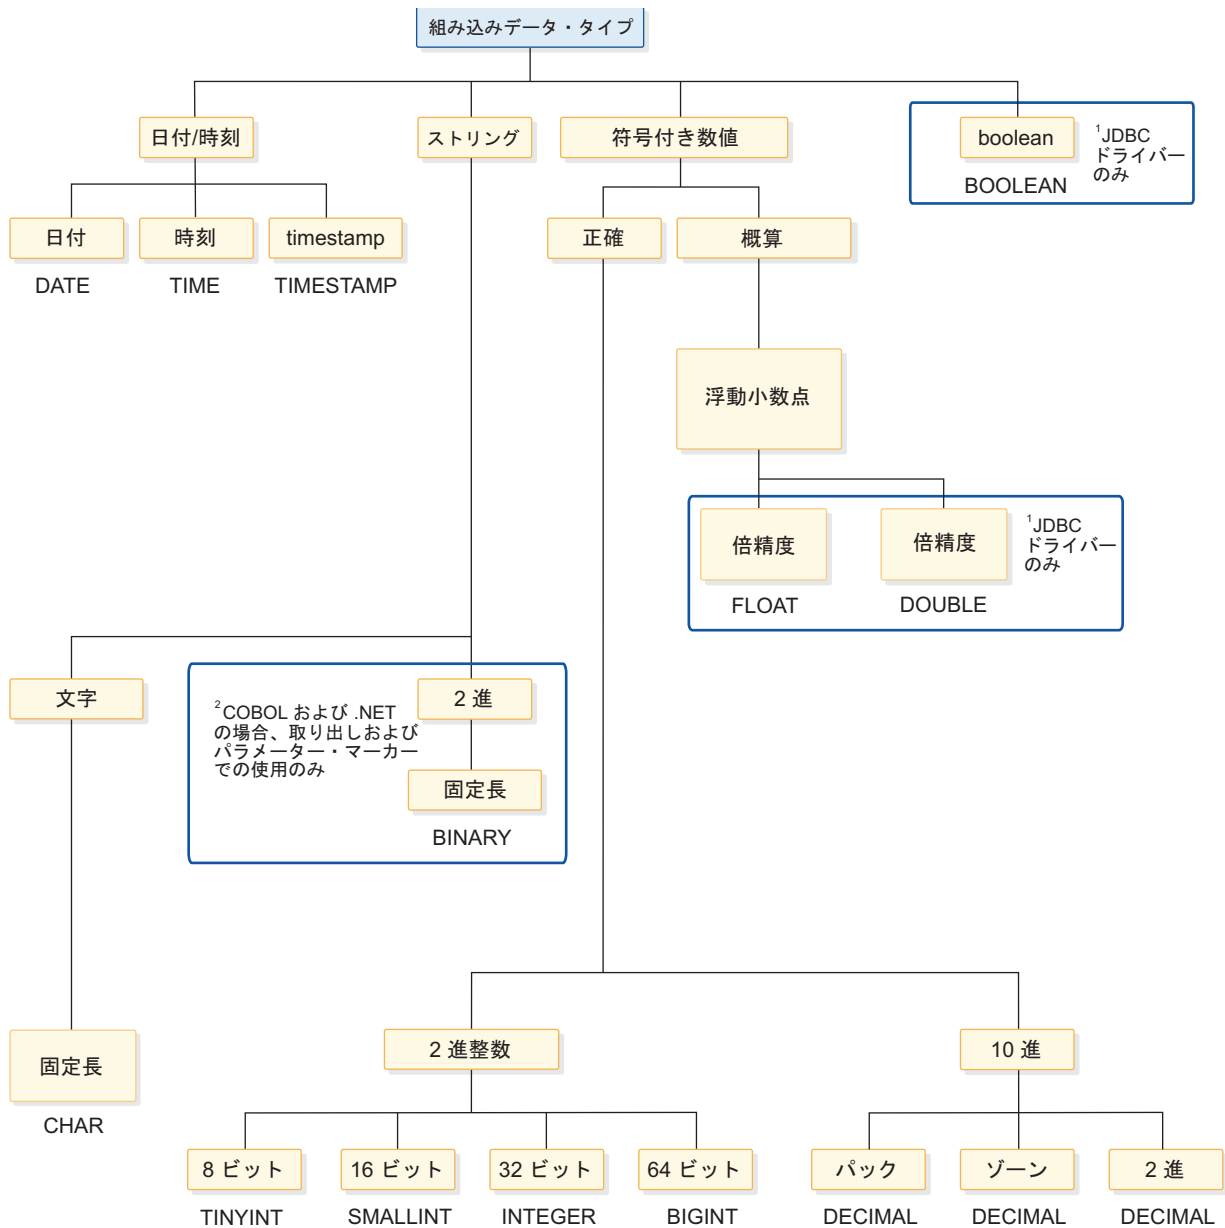 組み込みデータ・タイプ
日付/時刻
ストリング
符号付き数値
boolean
BOOLEAN
¹JDBC
ドライバー
のみ
日付
DATE
時刻
TIME
timestamp
TIMESTAMP
正確
概算
浮動小数点
倍精度
FLOAT
倍精度
DOUBLE
¹JDBC
ドライバー
のみ
文字
²COBOL および .NET
の場合、取り出しおよび
パラメーター・マーカー
での使用のみ
2 進
固定長
BINARY
固定長
CHAR
2 進整数
10 進
8 ビット
TINYINT
16 ビット
SMALLINT
32 ビット
INTEGER
64 ビット
BIGINT
パック
DECIMAL
ゾーン
DECIMAL
2 進
DECIMAL